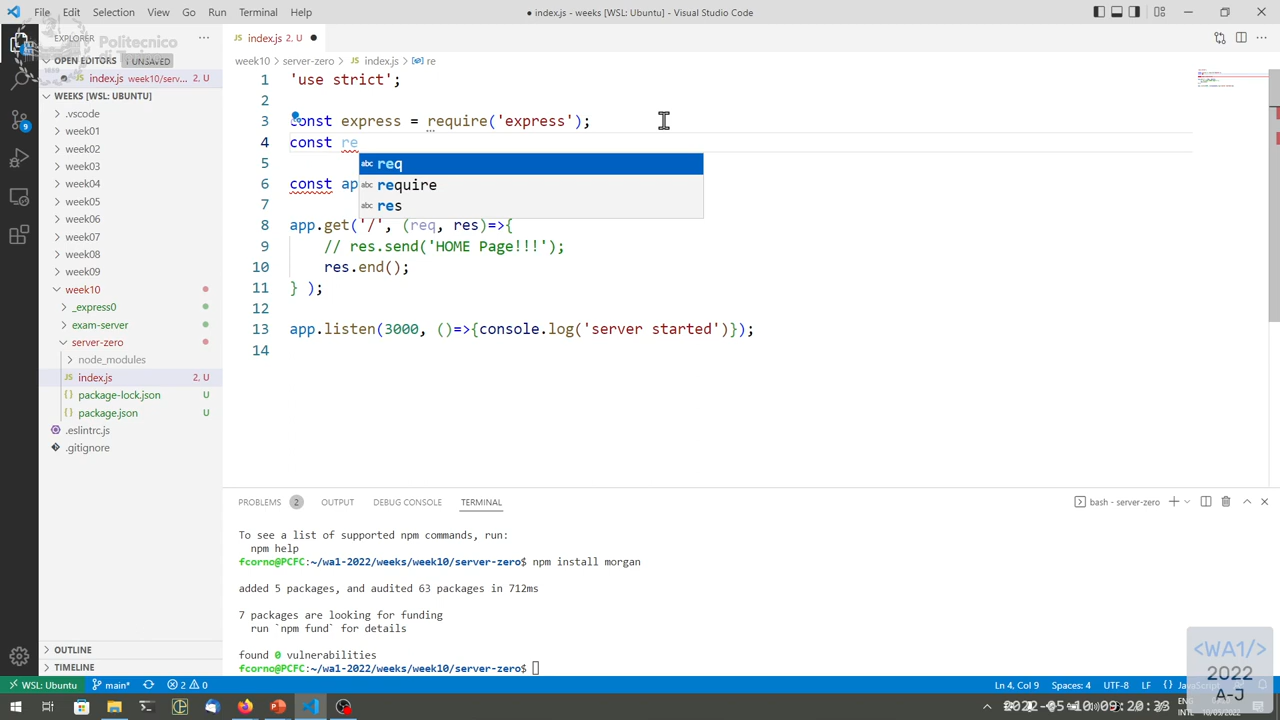 File Edit Selection View Go Run Terminal Help
• index.js - weeks [WSL: Ubuntu] - Visual Studio Code
Politecnico
EXPLORER
OPEN EDITORS 1 UNSAVED
index.js week10/serv... 2, U
WEEKS [WSL: UBUNTU]
.vscode
week01
week02
week03
week04
week05
week06
week07
week08
week09
week10
_express0
exam-server
server-zero
node_modules
index.js 2, U
package-lock.json U
package.json U
.eslintrc.js
.gitignore
OUTLINE
TIMELINE
index.js 2, U
week10 > server-zero > index.js > re
1 'use strict';
2
3 const express = require('express');
4 const re
req
require
res
5
6 const ap
7
8 app.get('/', (req, res)=>{
9 // res.send('HOME Page!!!');
10 res.end();
11 } );
12
13 app.listen(3000, ()=>{console.log('server started')});
14
PROBLEMS 2 OUTPUT DEBUG CONSOLE TERMINAL
bash - server-zero
To see a list of supported npm commands, run:
npm help
fcorno@PCFC:~/wa1-2022/weeks/week10/server-zero$ npm install morgan
added 5 packages, and audited 63 packages in 712ms
7 packages are looking for funding
run `npm fund` for details
found 0 vulnerabilities
fcorno@PCFC:~/wa1-2022/weeks/week10/server-zero$
<WA1/>
2022
A-J
WSL: Ubuntu main* 2 0
Ln 4, Col 9 Spaces: 4 UTF-8 LF JavaScript
2022-05-10 09:20:33